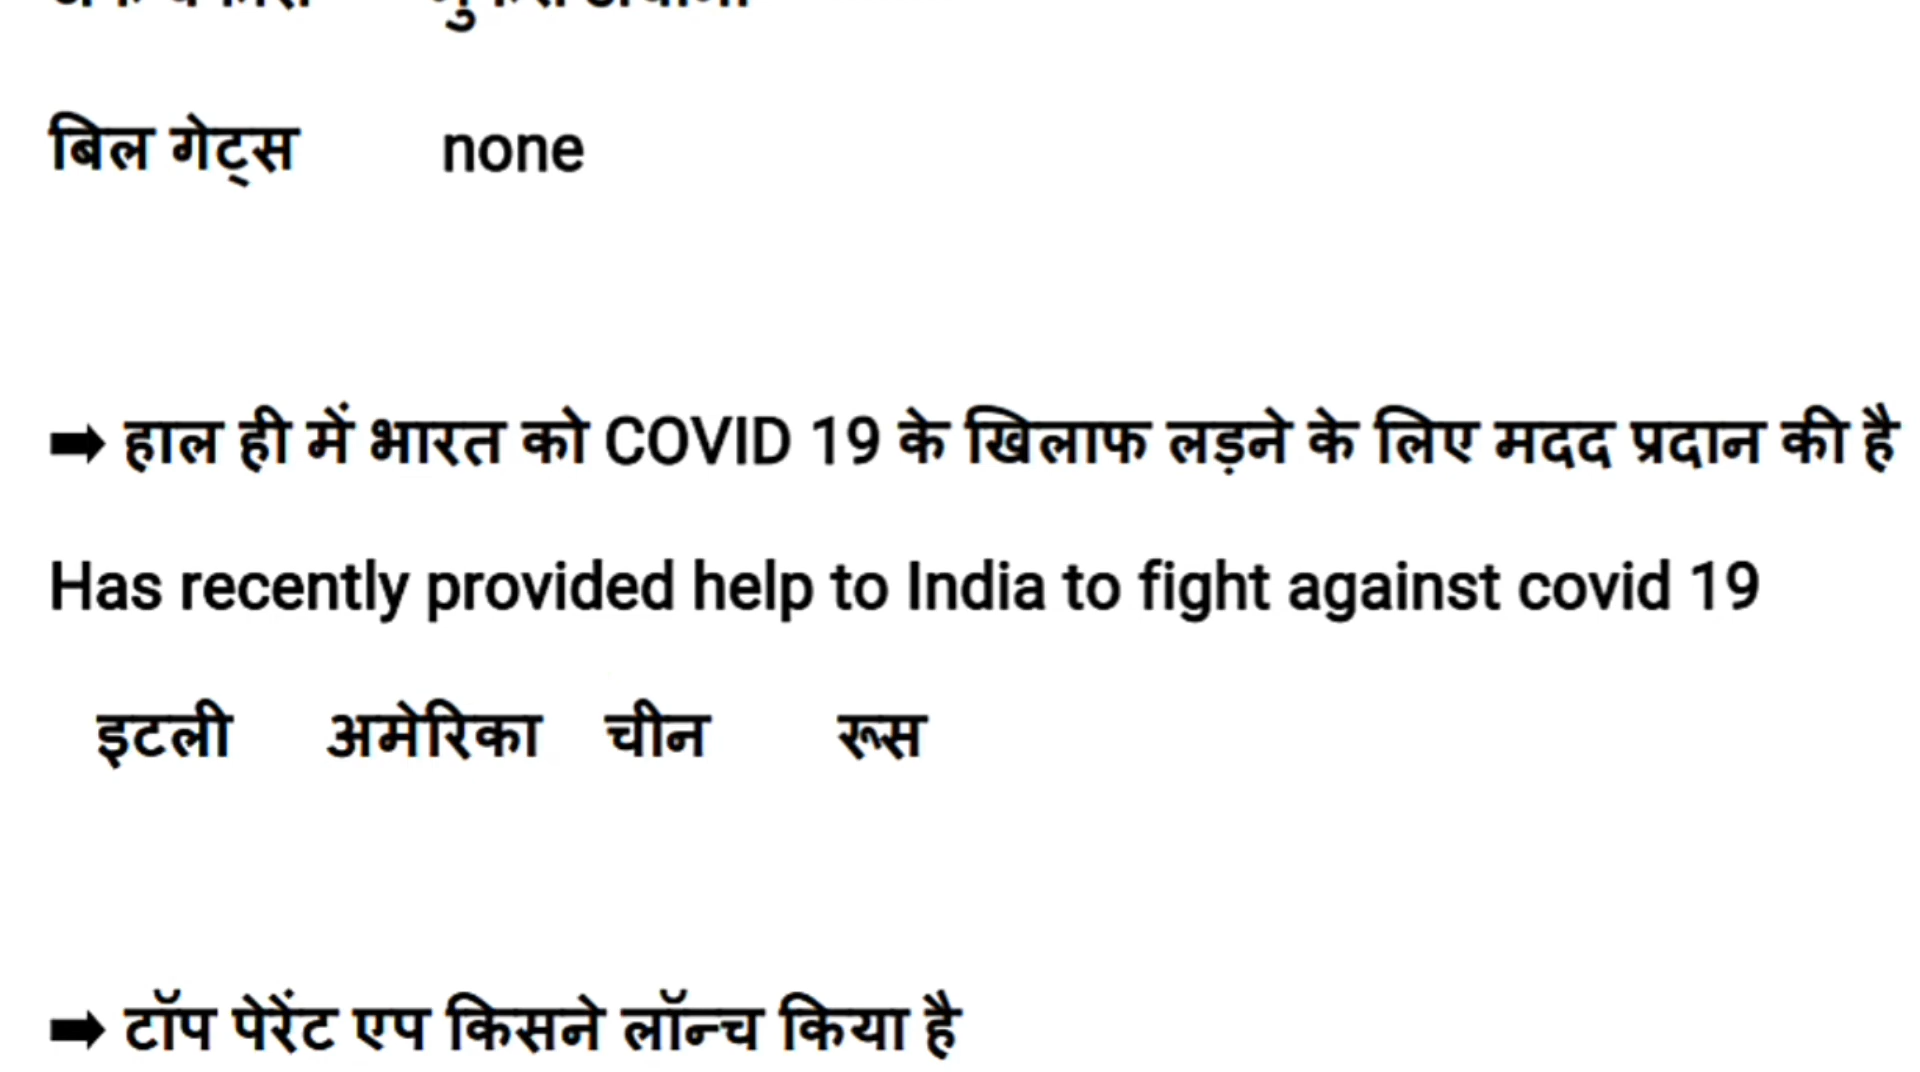 बिल गेट्स none
➡ हाल ही में भारत को COVID 19 के खिलाफ लड़ने के लिए मदद प्रदान की है
Has recently provided help to India to fight against covid 19
इटली अमेरिका चीन रूस
➡ टॉप पेरेंट एप किसने लॉन्च किया है